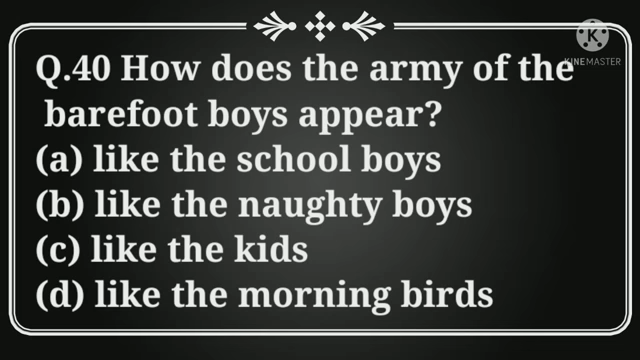 K
KINEMASTER
Q.40 How does the army of the
barefoot boys appear?
(a) like the school boys
(b) like the naughty boys
(c) like the kids
(d) like the morning birds